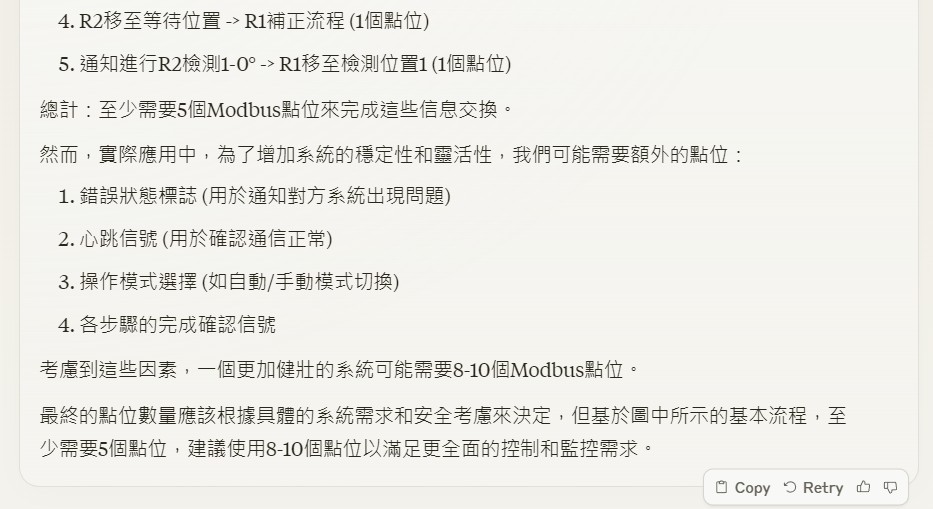 4. R2移至等待位置 -> R1補正流程 (1個點位)
5. 通知進行R2檢測1-0° -> R1移至檢測位置1 (1個點位)
總計：至少需要5個Modbus點位來完成這些信息交換。
然而，實際應用中，為了增加系統的穩定性和靈活性，我們可能需要額外的點位：
1. 錯誤狀態標誌 (用於通知對方系統出現問題)
2. 心跳信號 (用於確認通信正常)
3. 操作模式選擇 (如自動/手動模式切換)
4. 各步驟的完成確認信號
考慮到這些因素，一個更加健壯的系統可能需要8-10個Modbus點位。
最終的點位數量應該根據具體的系統需求和安全考慮來決定，但基於圖中所示的基本流程，至
少需要5個點位，建議使用8-10個點位以滿足更全面的控制和監控需求。
Copy Retry